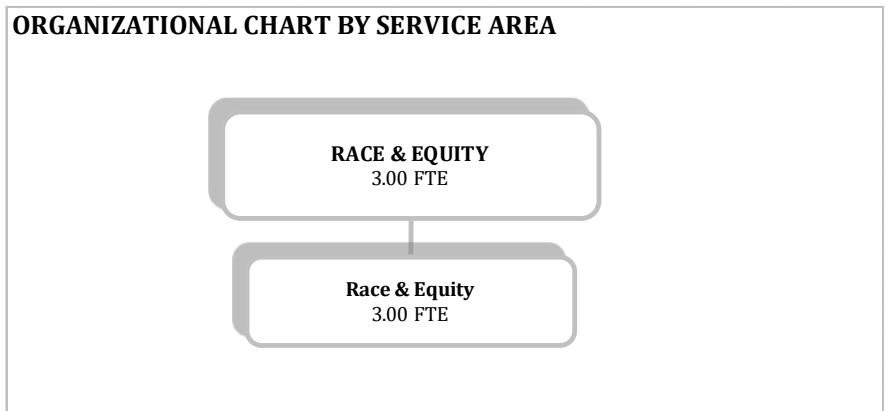 ORGANIZATIONAL CHART BY SERVICE AREA
RACE & EQUITY
3.00 FTE
Race & Equity
3.00 FTE